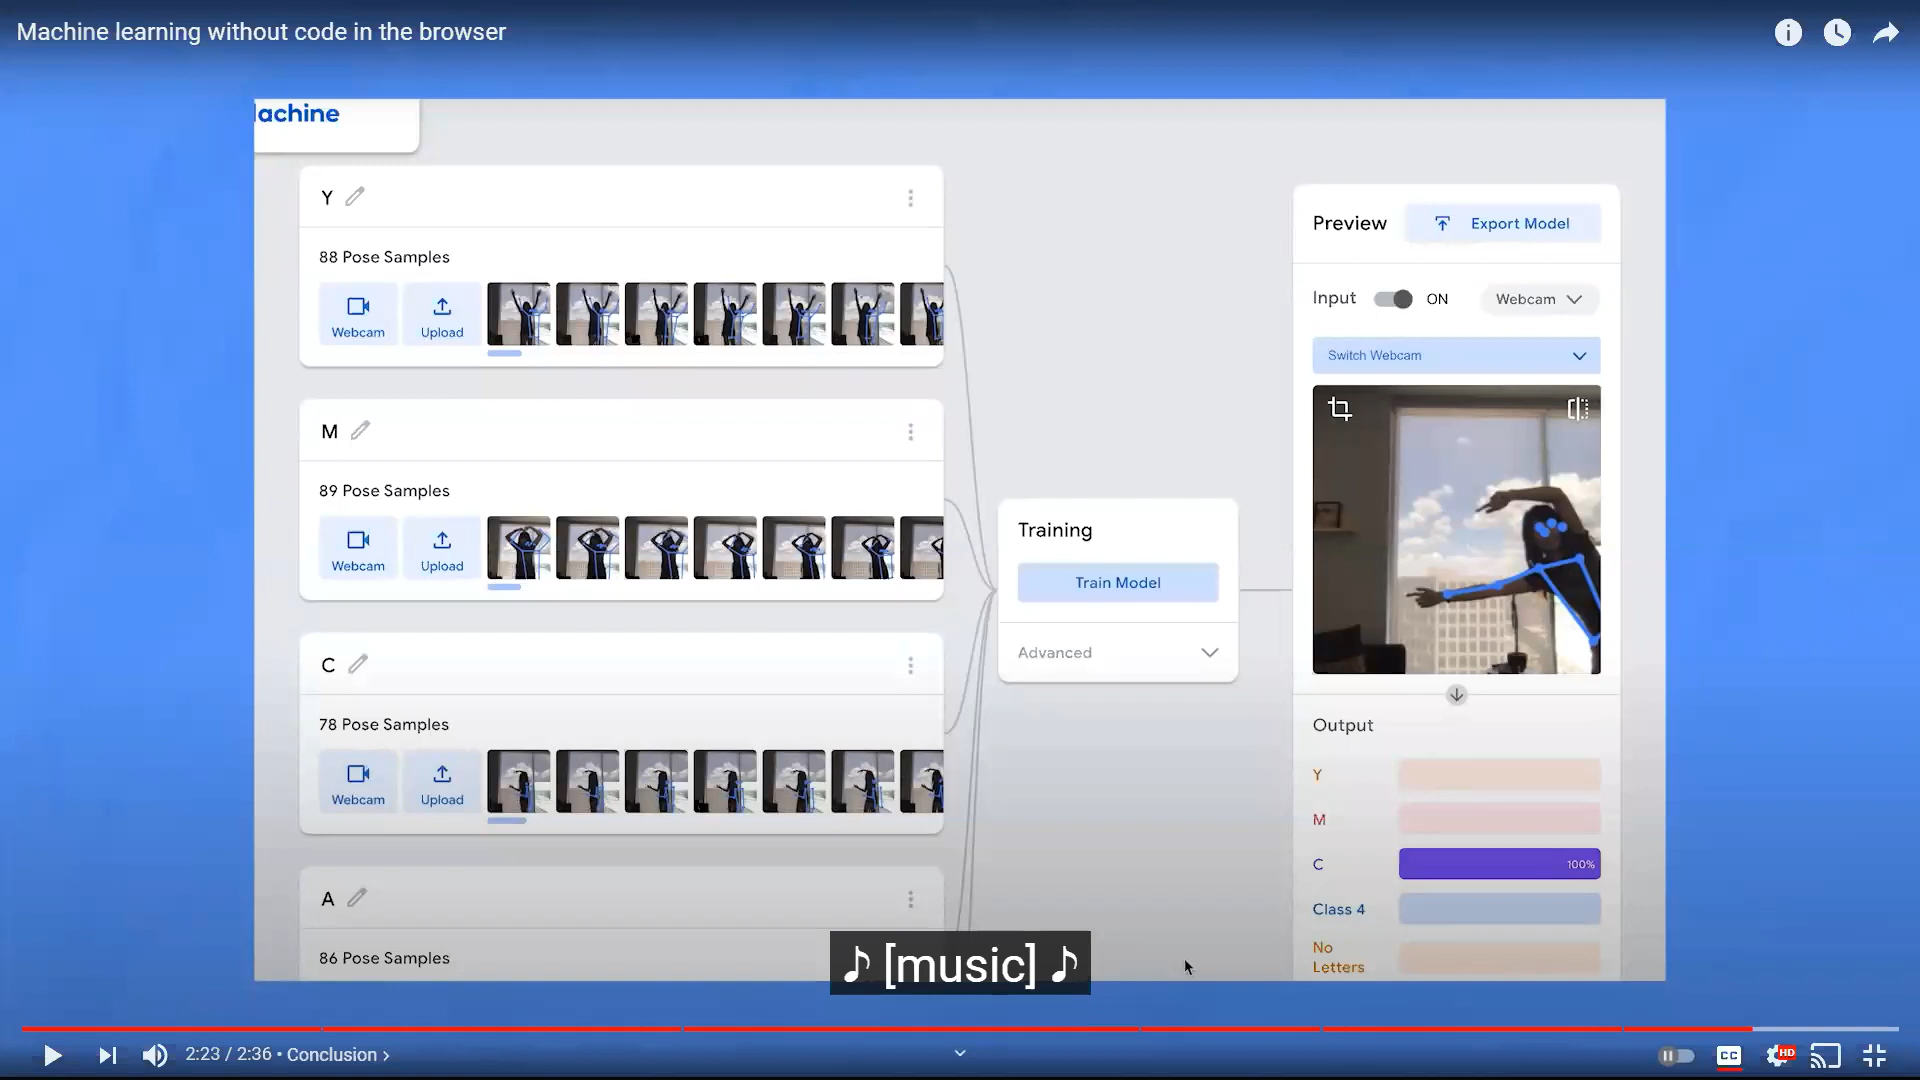 Machine learning without code in the browser
achine
Y
88 Pose Samples
Webcam
Upload
M
89 Pose Samples
Webcam
Upload
C
78 Pose Samples
Webcam
Upload
A
86 Pose Samples
Training
Train Model
Advanced
Preview
Export Model
Input
ON
Webcam
Switch Webcam
Output
Y
M
C
100%
Class 4
No
Letters
♪ [music] ♪
2:23 / 2:36 • Conclusion ›
CC
HD